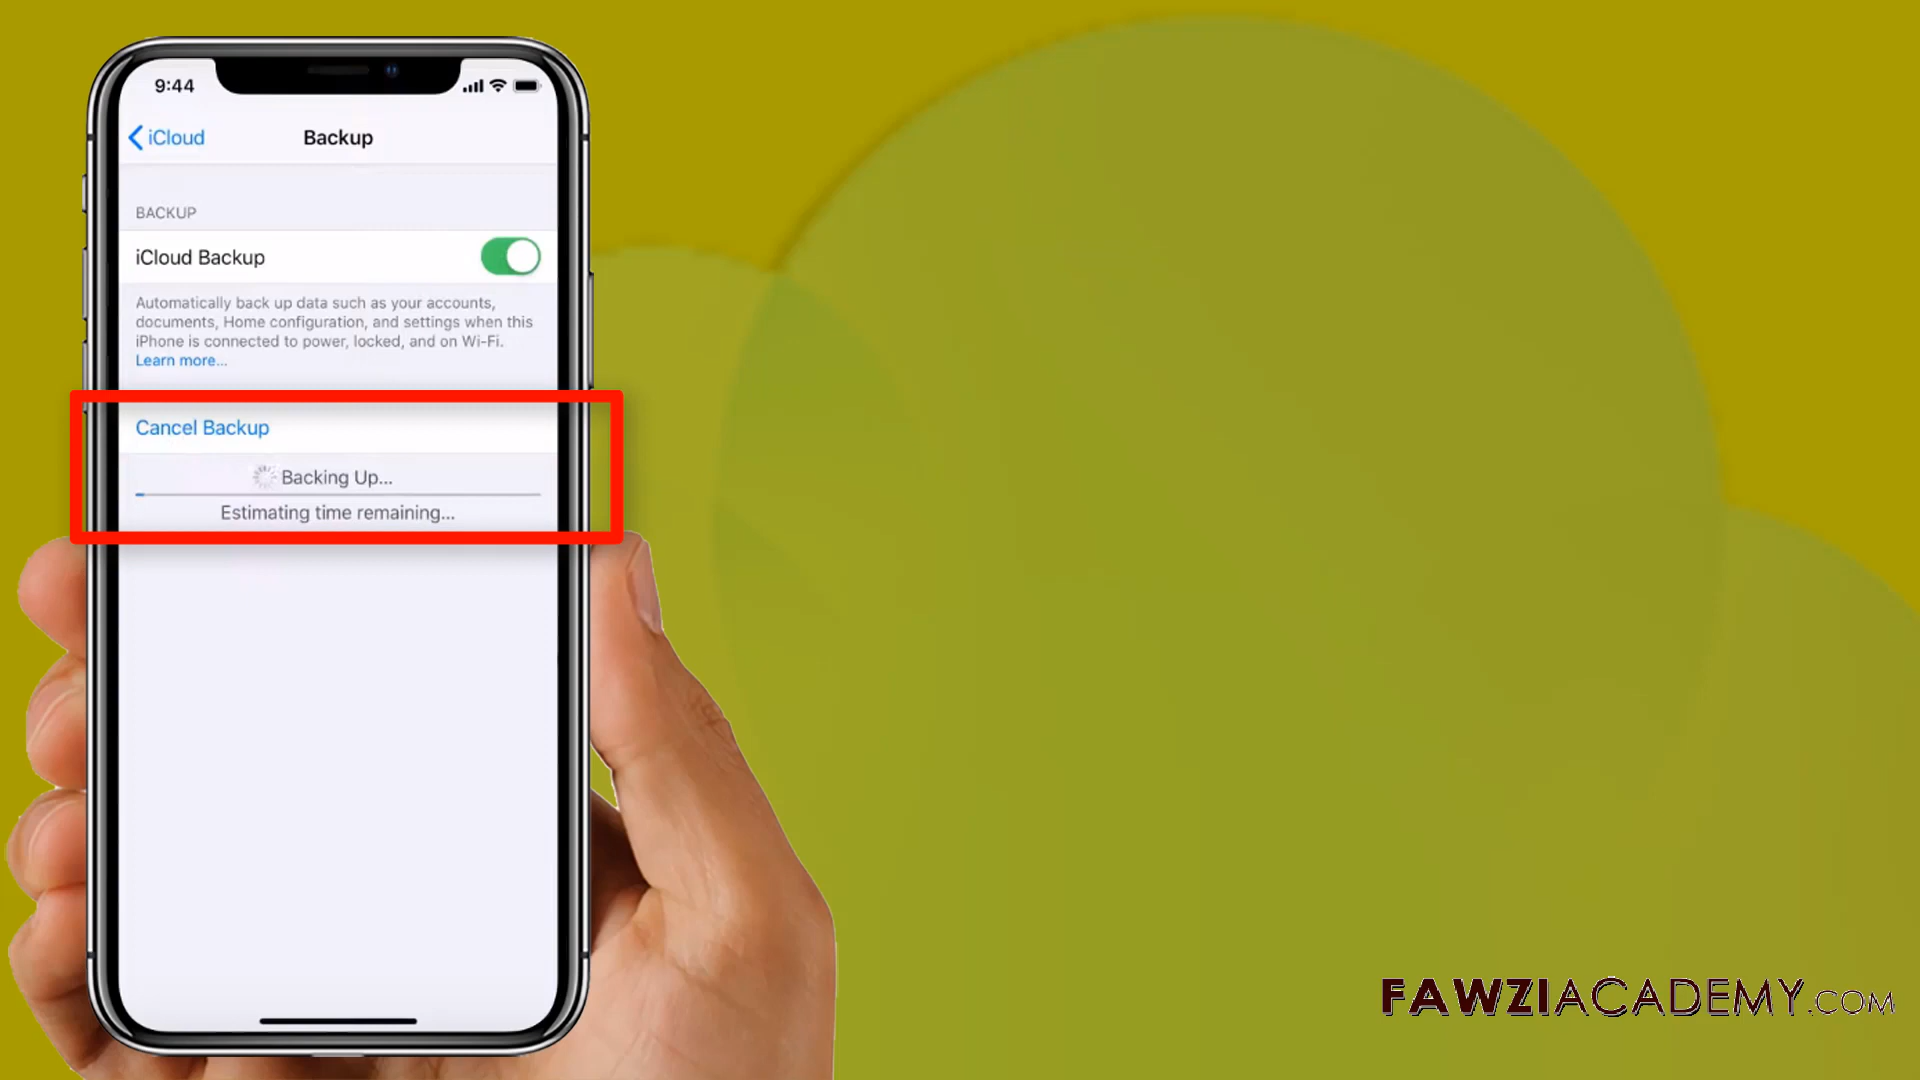 9:44
iCloud
Backup
BACKUP
iCloud Backup
Automatically back up data such as your accounts,
documents, Home configuration, and settings when this
iPhone is connected to power, locked, and on Wi-Fi.
Learn more...
Cancel Backup
Backing Up...
Estimating time remaining...
FAWZIACADEMY.COM